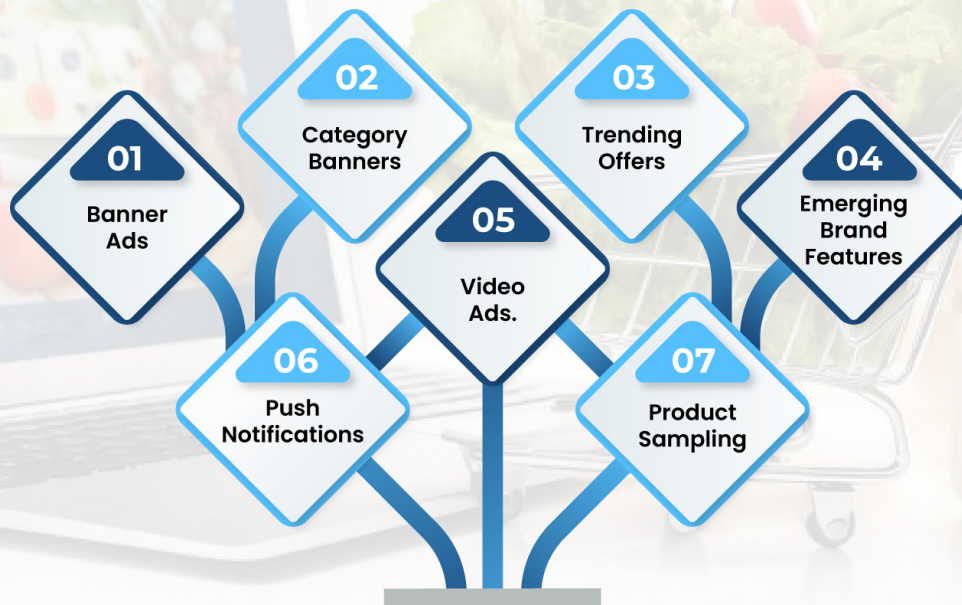 01
Banner
Ads
02
Category
Banners
03
Trending
Offers
04
Emerging
Brand
Features
05
Video
Ads.
06
Push
Notifications
07
Product
Sampling